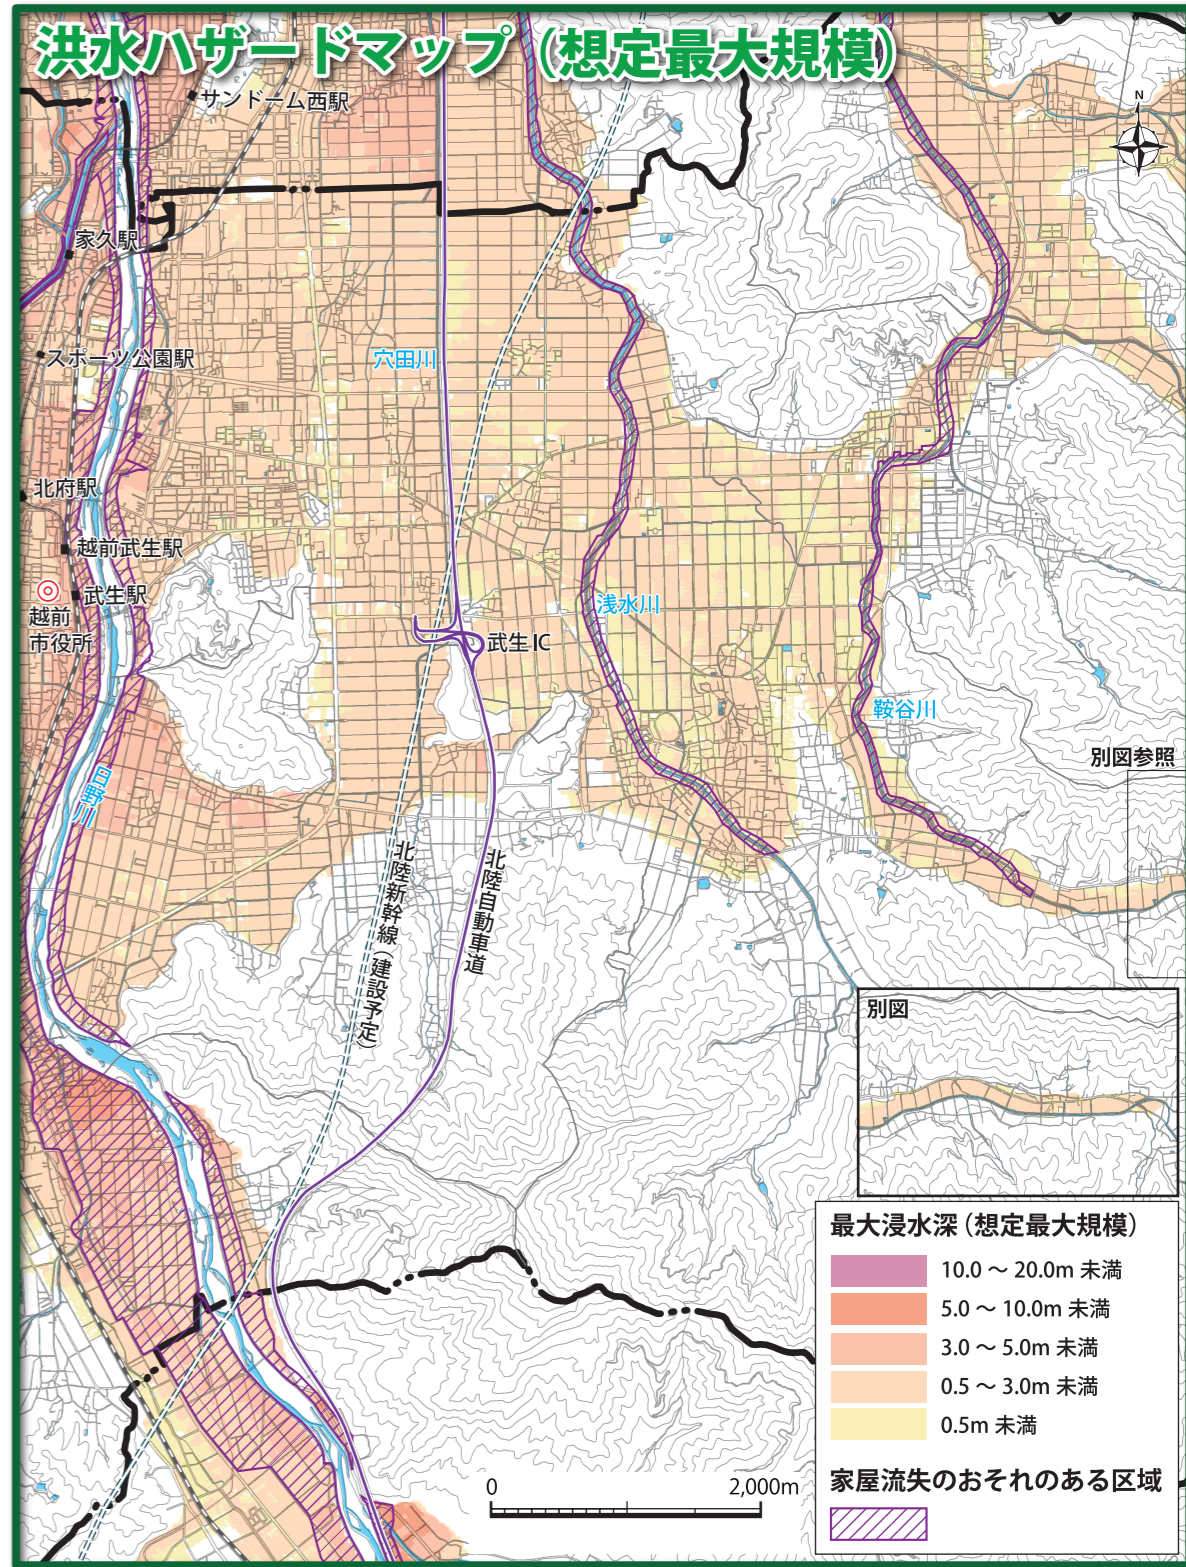 洪水ハザードマップ（想定最大規模）
サンドーム西駅
N
家久駅
スポーツ公園駅
穴田川
北府駅
越前武生駅
武生駅
越前
市役所
浅水川
武生IC
鞍谷川
別図参照
日野川
北陸新幹線（建設予定）
北陸自動車道
別図
最大浸水深（想定最大規模）
10.0 〜 20.0m 未満
5.0 〜 10.0m 未満
3.0 〜 5.0m 未満
0.5 〜 3.0m 未満
0.5m 未満
家屋流失のおそれのある区域
0 2,000m